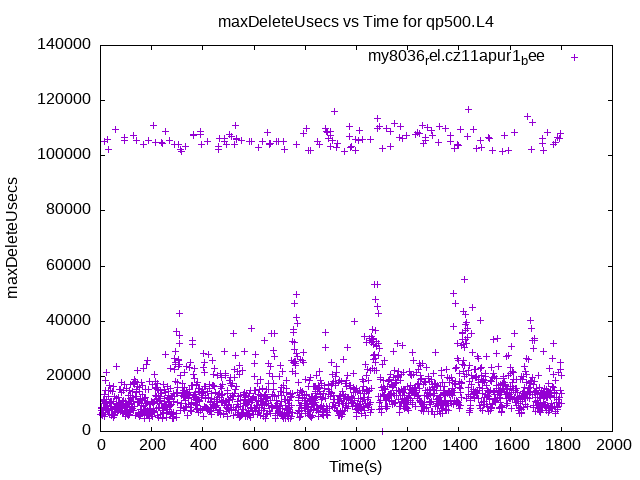 maxDeleteUsecs vs Time for qp500.L4
my8036rel.cz11apur1bee
140000
120000
100000
80000
60000
40000
20000
0
maxDeleteUsecs
0 200 400 600 800 1000 1200 1400 1600 1800 2000
Time(s)